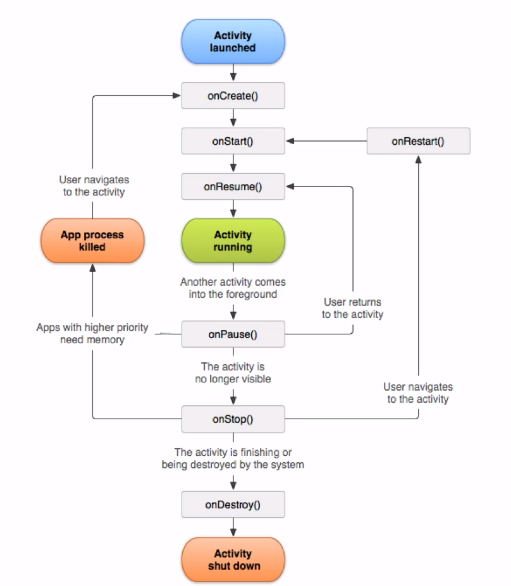 Activity
launched
onCreate()
onStart()
onRestart()
User navigates
to the activity
onResume()
App process
killed
Activity
running
Another activity comes
into the foreground
User returns
to the activity
Apps with higher priority
need memory
onPause()
The activity is
no longer visible
User navigates
to the activity
onStop()
The activity is finishing or
being destroyed by the system
onDestroy()
Activity
shut down